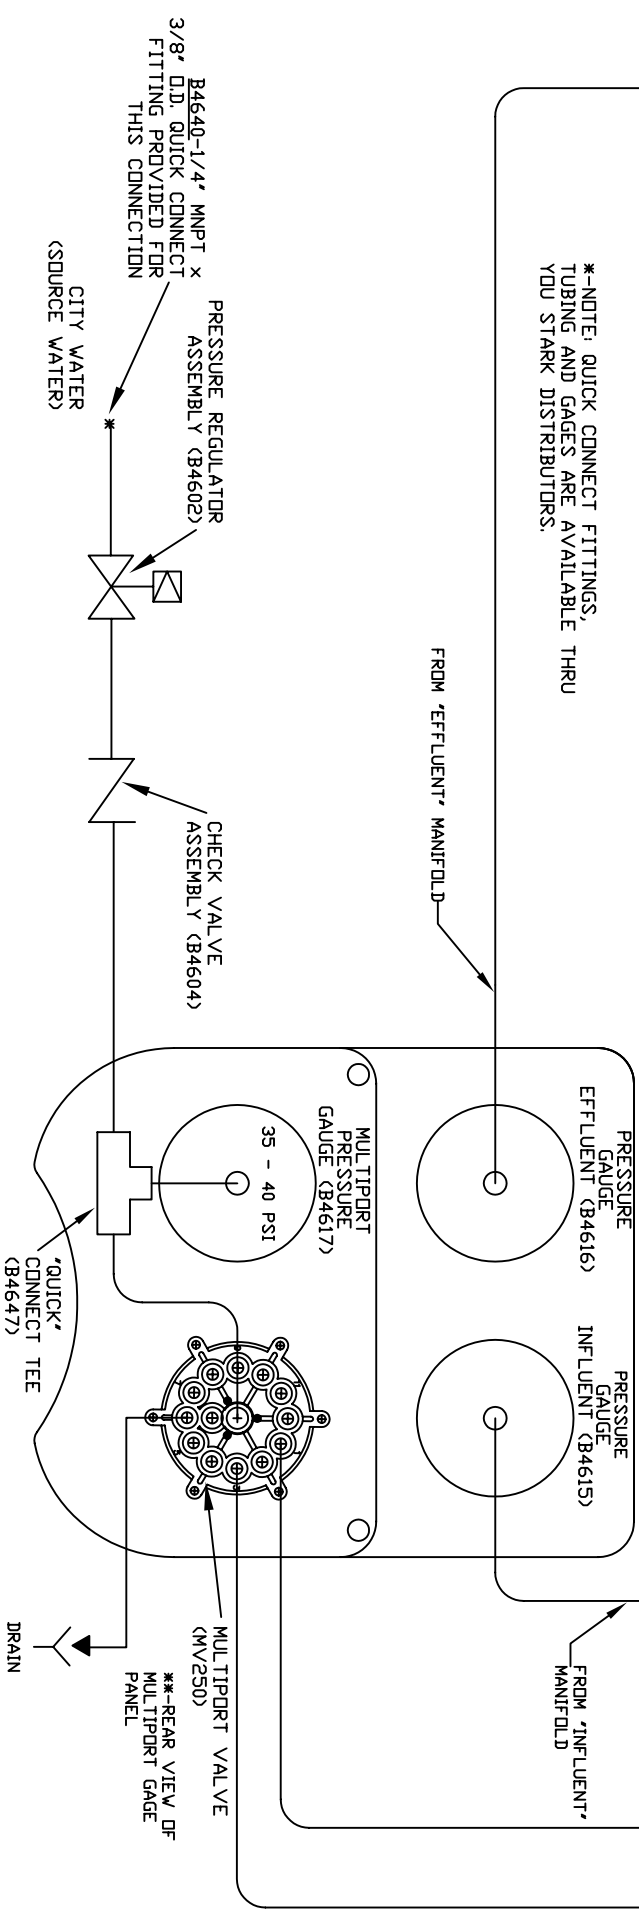 *-NOTE: QUICK CONNECT FITTINGS,
TUBING AND GAGES ARE AVAILABLE THRU
YOU STARK DISTRIBUTORS.
FROM "EFFLUENT" MANIFOLD
PRESSURE
GAUGE
EFFLUENT (B4616)
PRESSURE
GAUGE
INFLUENT (B4615)
FROM "INFLUENT"
MANIFOLD
B4640-1/4" MNPT x
3/8" O.D. QUICK CONNECT
FITTING PROVIDED FOR
THIS CONNECTION
PRESSURE REGULATOR
ASSEMBLY (B4602)
CHECK VALVE
ASSEMBLY (B4604)
MULTIPORT
PRESSURE
GAUGE (B4617)
35 - 40 PSI
MULTIPORT VALVE
(MV250)
**-REAR VIEW OF
MULTIPORT GAGE
PANEL
*
CITY WATER
(SOURCE WATER)
"QUICK"
CONNECT TEE
(B4647)
DRAIN